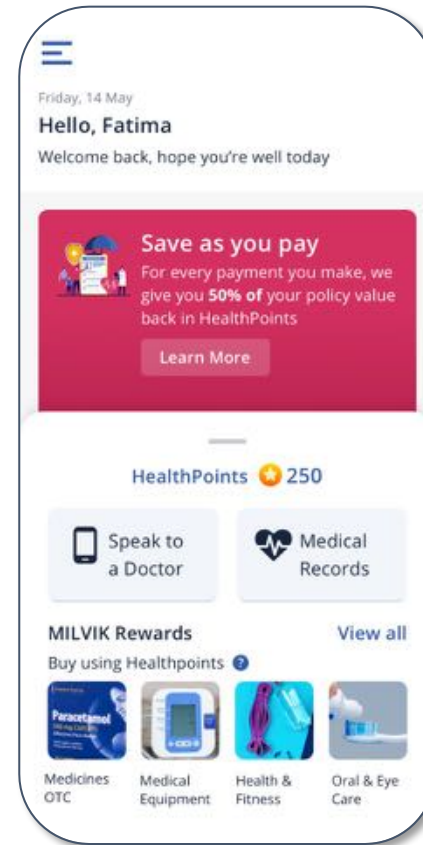 Friday, 14 May
Hello, Fatima
Welcome back, hope you're well today
Save as you pay
For every payment you make, we
give you 50% of your policy value
back in HealthPoints
Learn More
HealthPoints 250
Speak to
a Doctor
Medical
Records
MILVIK Rewards
View all
Buy using Healthpoints ?
Paracetamol
Medicines
OTC
Medical
Equipment
Health &
Fitness
Oral & Eye
Care